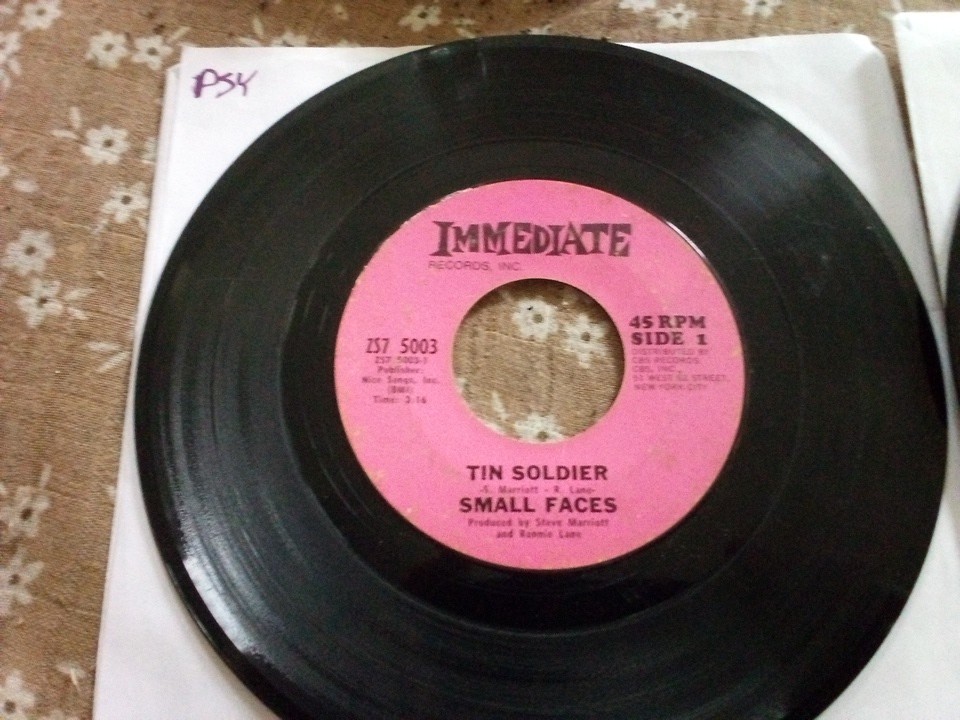 PSY
IMMEDIATE
RECORDS, INC.
ZS7 5003
ZS7 5003-1
Publisher:
Nice Songs, Inc.
(BMI)
Time: 3:16
45 RPM
SIDE 1
DISTRIBUTED BY
CBS RECORDS,
CBS, INC.,
51 WEST 52 STREET,
NEW YORK CITY
TIN SOLDIER
-S. Marriott - R. Lane-
SMALL FACES
Produced by Steve Marriott
and Ronnie Lane